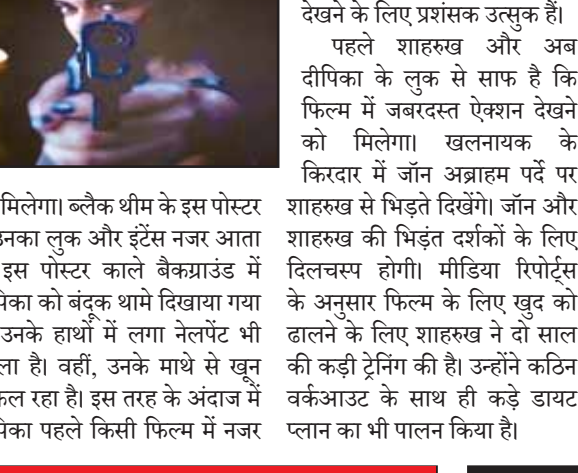 मिलेगा। ब्लैक थीम के इस पोस्टर
लुक और इंटेंस नजर आता
इस पोस्टर काले बैकग्राउंड में
को बंदूक थामे दिखाया गया
उनके हाथों में लगा नेलपेंट भी
है। वहीं, उनके माथे से खून
रहा है। इस तरह के अंदाज में
पहले किसी फिल्म में नजर
देखने के लिए प्रशंसक उत्सुक हैं।
पहले शाहरुख और अब
दीपिका के लुक से साफ है कि
फिल्म में जबरदस्त ऐक्शन देखने
को मिलेगा। खलनायक के
किरदार में जॉन अब्राहम पर्दे पर
शाहरुख से भिड़ते दिखेंगे। जॉन और
शाहरुख की भिड़ंत दर्शकों के लिए
दिलचस्प होगी। मीडिया रिपोर्ट्स
के अनुसार फिल्म के लिए खुद को
ढालने के लिए शाहरुख ने दो साल
की कड़ी ट्रेनिंग की है। उन्होंने कठिन
वर्कआउट के साथ ही कड़े डायट
प्लान का भी पालन किया है।